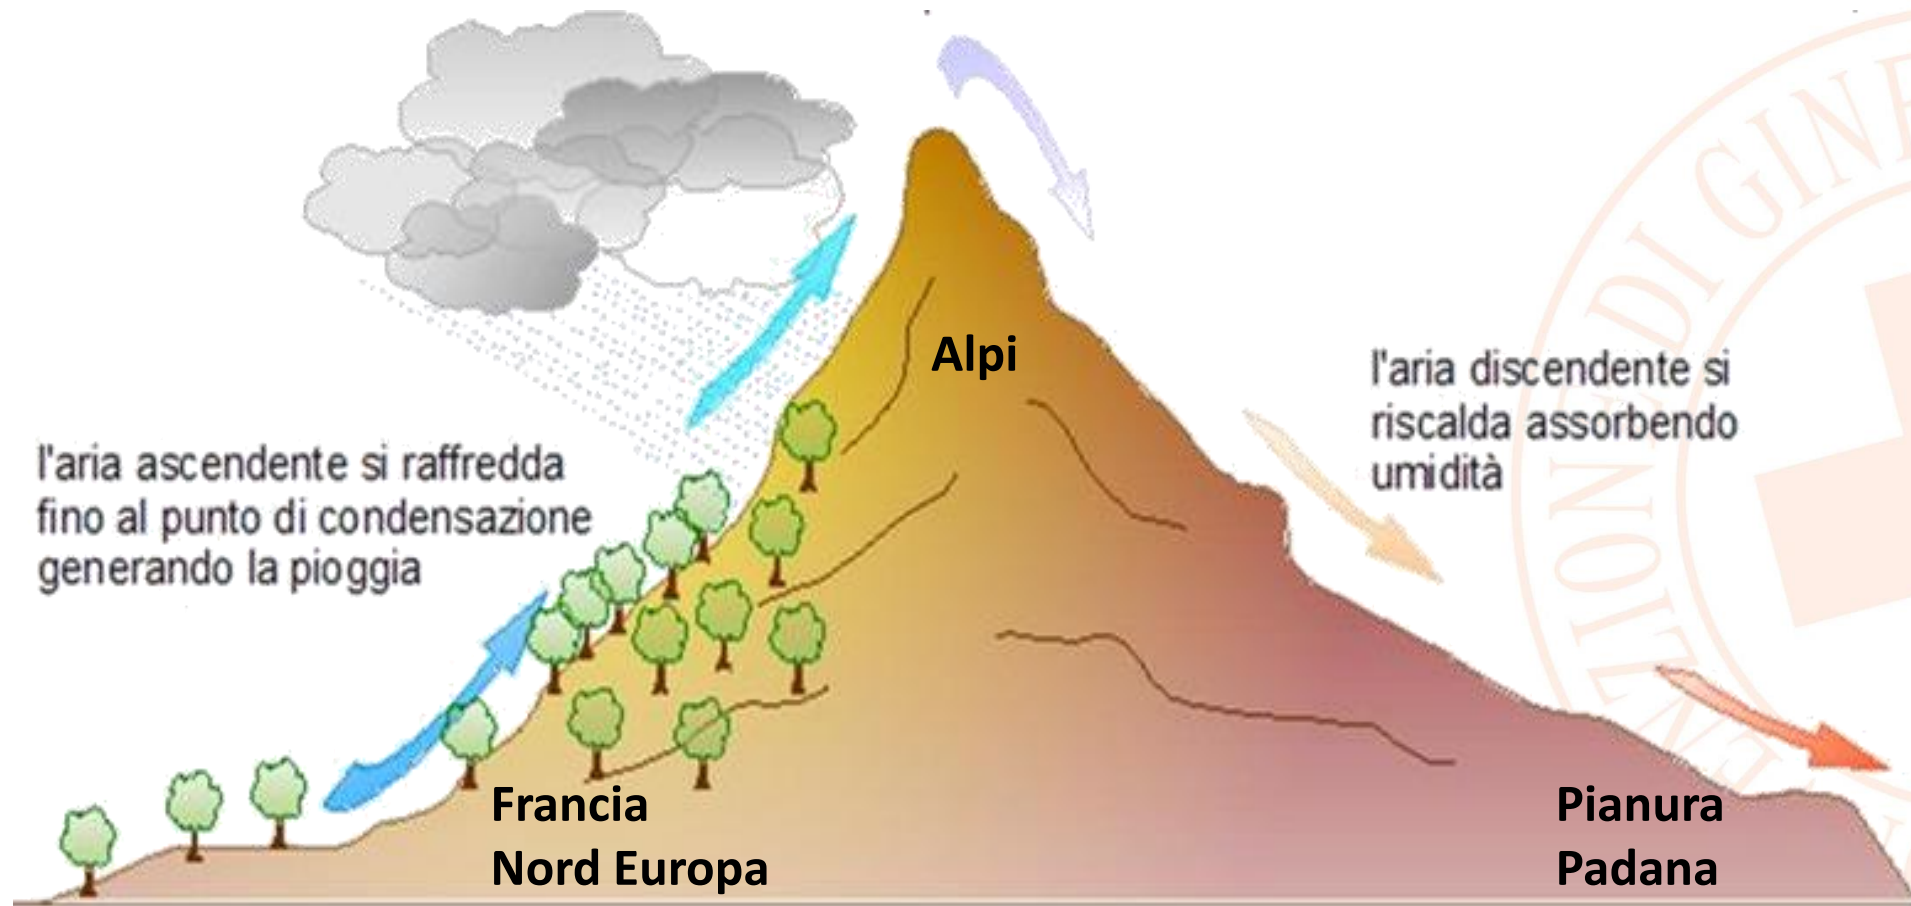 Alpi
l'aria discendente si
riscalda assorbendo
umidità
l'aria ascendente si raffredda
fino al punto di condensazione
generando la pioggia
Francia
Nord Europa
Pianura
Padana